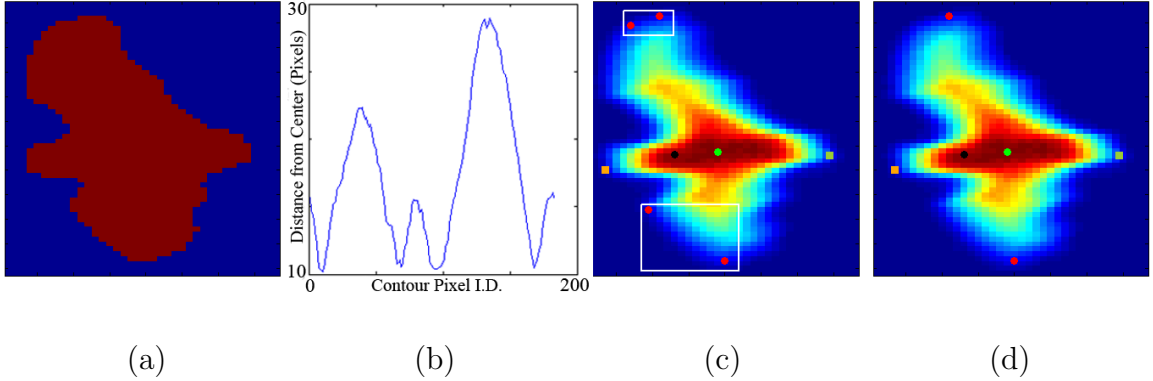 30
Distance from Center (Pixels)
10
0
Contour Pixel I.D.
200
(a)
(b)
(c)
(d)